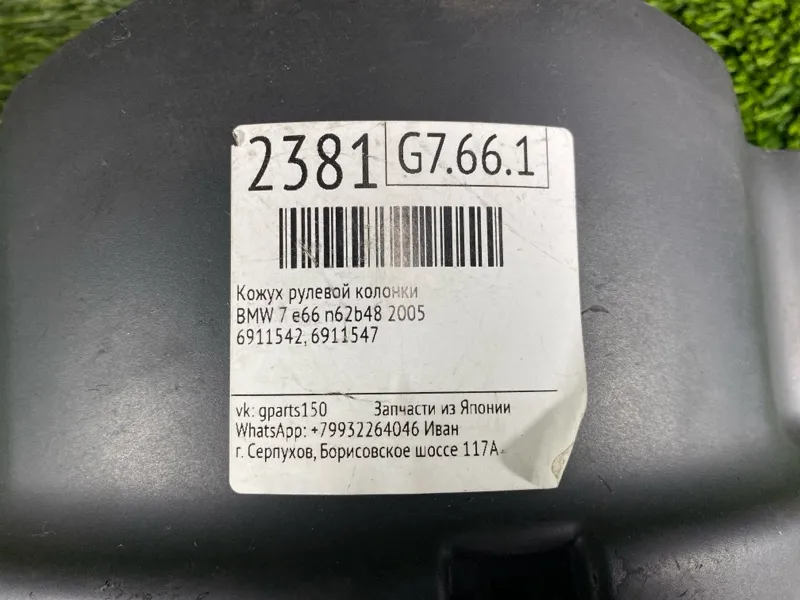 2381 G7.66.1
Кожух рулевой колонки
BMW 7 e66 n62b48 2005
6911542, 6911547
vk: gparts150 Запчасти из Японии
WhatsApp: +79932264046 Иван
г. Серпухов, Борисовское шоссе 117А